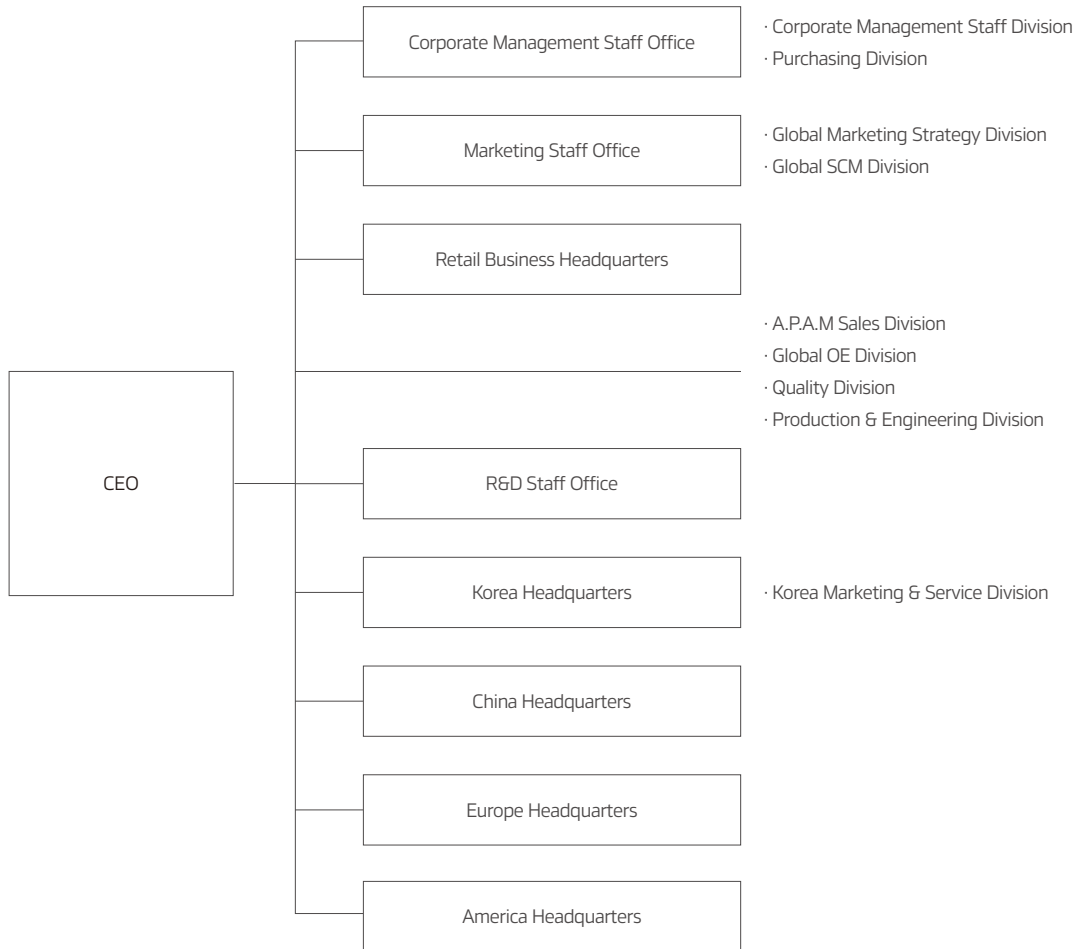 Corporate Management Staff Office
· Corporate Management Staff Division
· Purchasing Division
Marketing Staff Office
· Global Marketing Strategy Division
· Global SCM Division
Retail Business Headquarters
· A.P.A.M Sales Division
· Global OE Division
· Quality Division
· Production & Engineering Division
CEO
R&D Staff Office
Korea Headquarters
· Korea Marketing & Service Division
China Headquarters
Europe Headquarters
America Headquarters